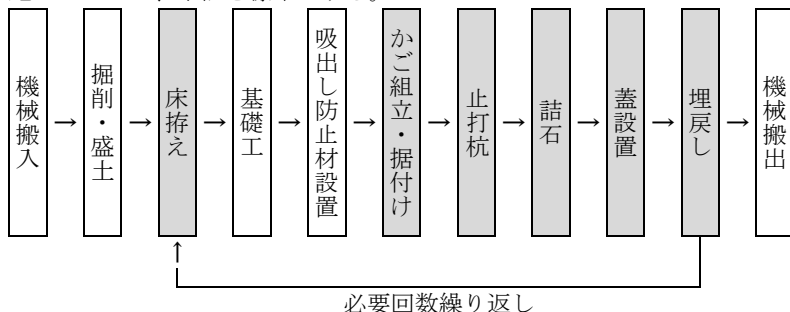 機械搬入
→
掘削・盛土
→
床拵え
→
基礎工
→
吸出し防止材設置
→
かご組立・据付け
→
止打杭
→
詰石
→
蓋設置
→
埋戻し
→
機械搬出
↑
必要回数繰り返し